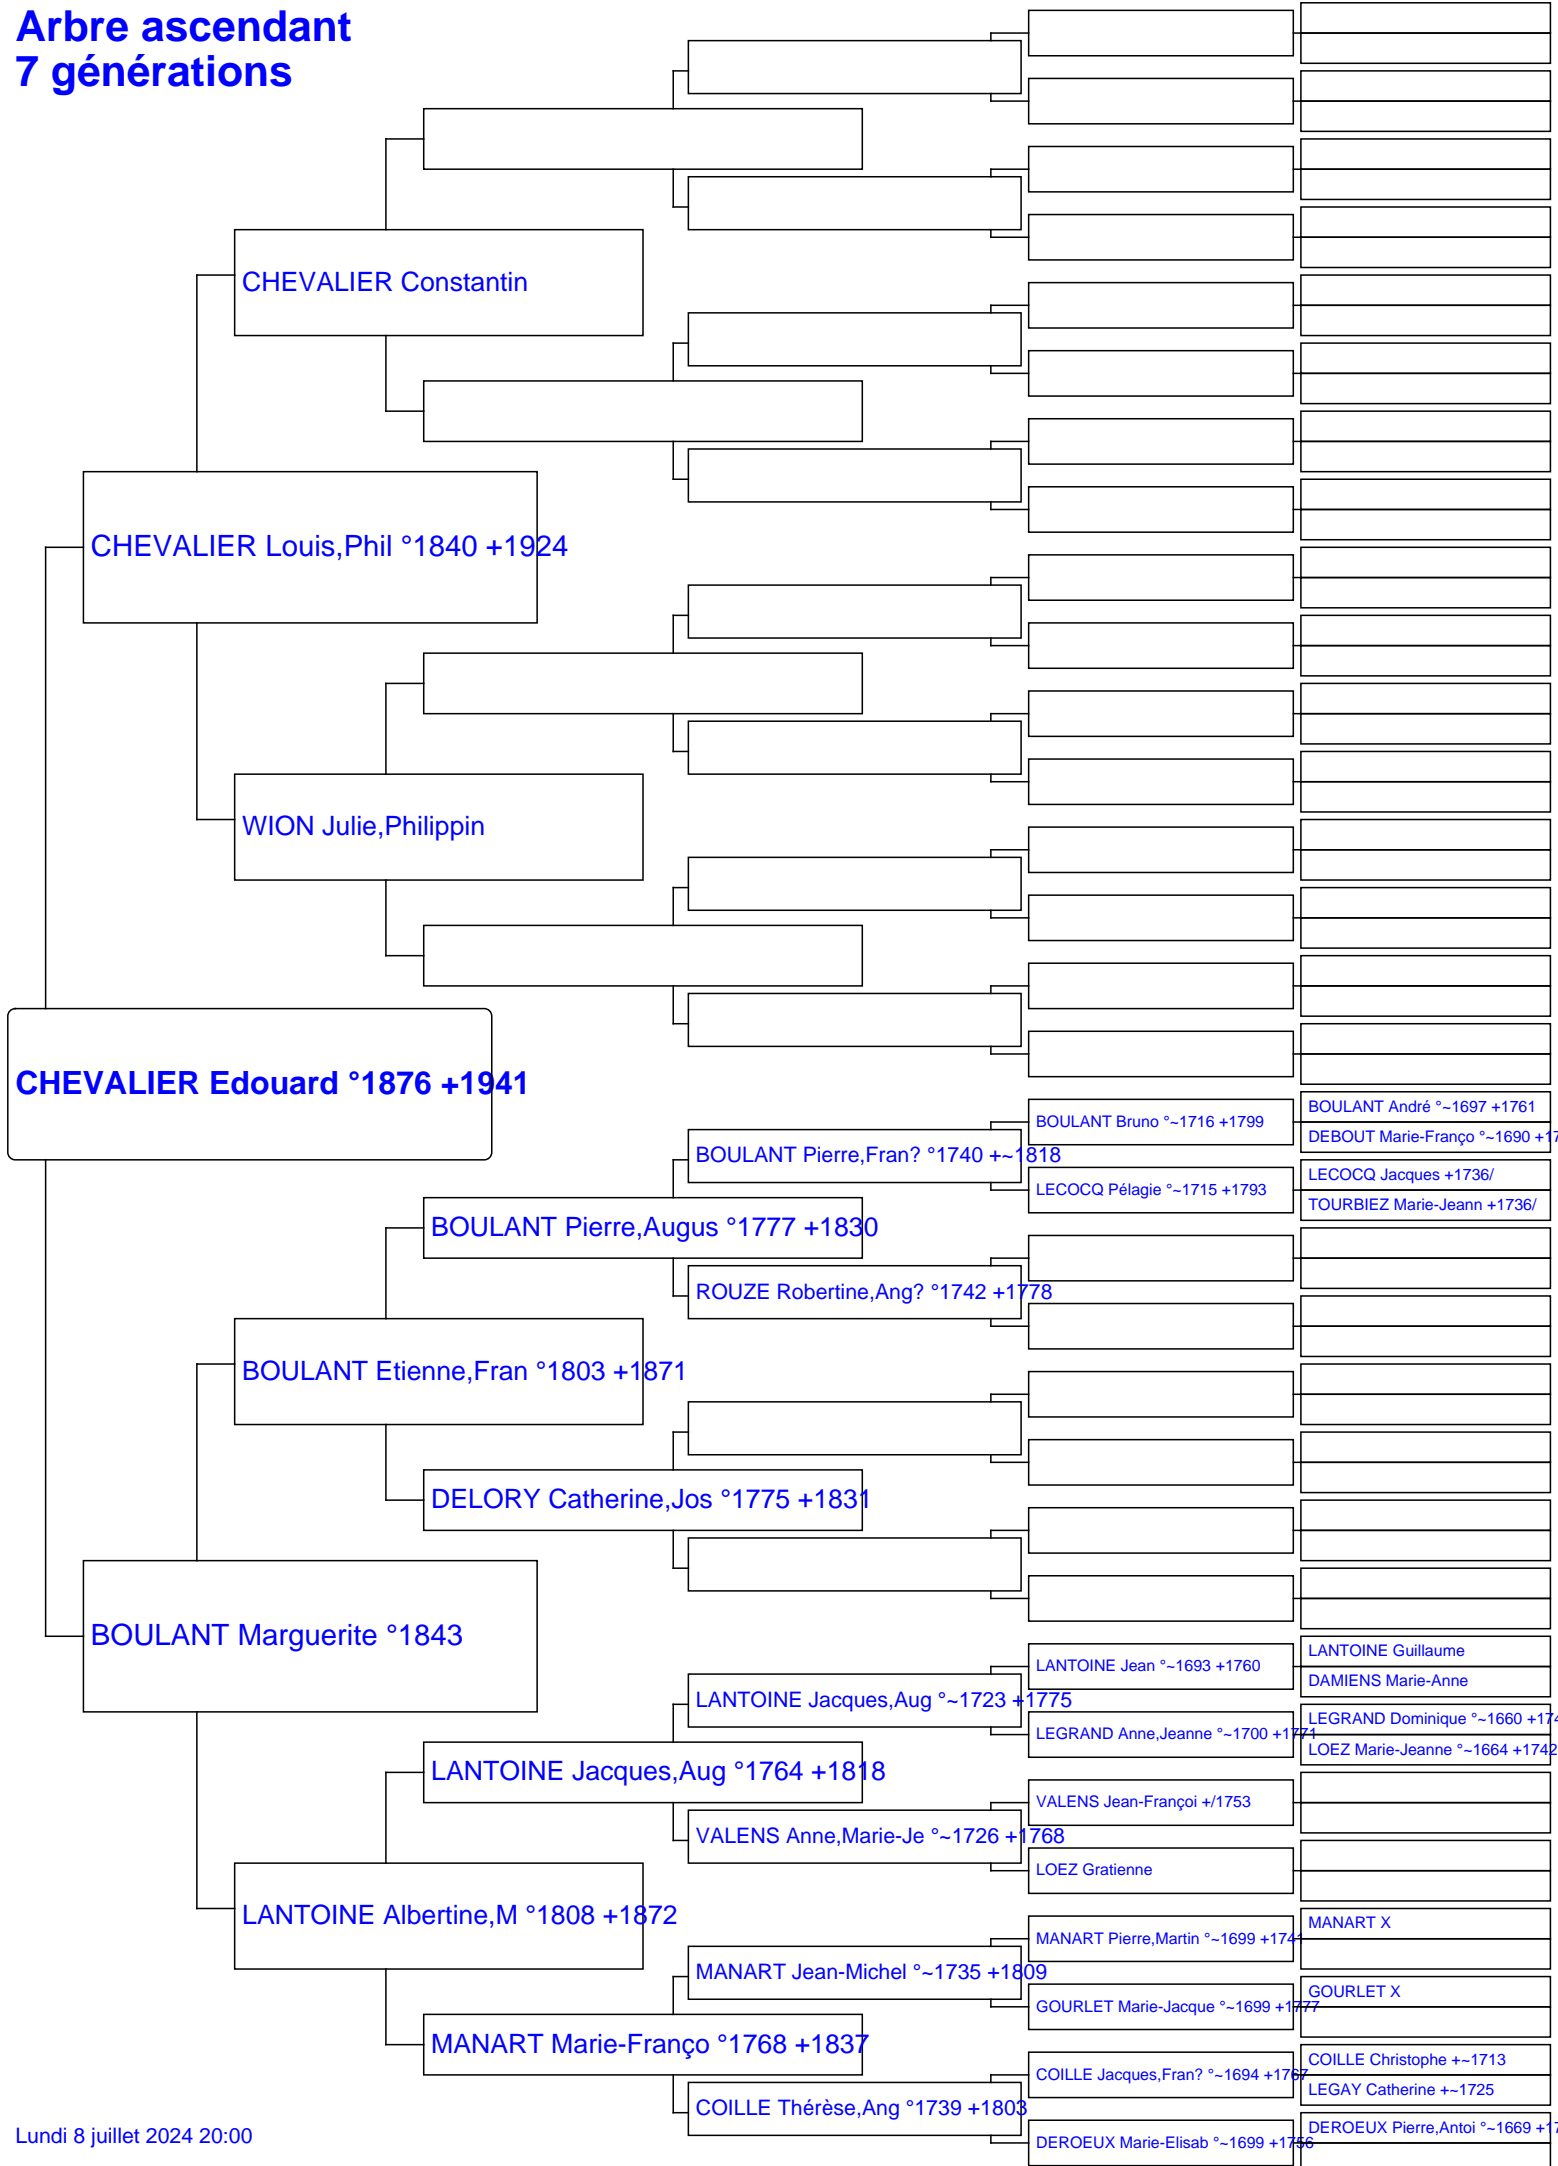 Arbre ascendant
7 générations
CHEVALIER Constantin
CHEVALIER Louis,Phil °1840 +1924
WION Julie,Philippin
CHEVALIER Edouard °1876 +1941
BOULANT Bruno °~1716 +1799
BOULANT André °~1697 +1761
DEBOUT Marie-Franço °~1690
BOULANT Pierre,Fran? °1740 +~1818
LECOCQ Pélagie °~1715 +1793
LECOCQ Jacques +1736/
TOURBIEZ Marie-Jeann +1736/
BOULANT Pierre,Augus °1777 +1830
ROUZE Robertine,Ang? °1742 +1778
BOULANT Etienne,Fran °1803 +1871
DELORY Catherine,Jos °1775 +1831
BOULANT Marguerite °1843
LANTOINE Jean °~1693 +1760
LANTOINE Guillaume
DAMIENS Marie-Anne
LANTOINE Jacques,Aug °~1723 +1775
LEGRAND Anne,Jeanne °~1700 +1771
LEGRAND Dominique °~1660
LOEZ Marie-Jeanne °~1664 +1742
LANTOINE Jacques,Aug °1764 +1818
VALENS Jean-Françoi +/1753
VALENS Anne,Marie-Je °~1726 +1768
LOEZ Gratienne
LANTOINE Albertine,M °1808 +1872
MANART Pierre,Martin °~1699 +1741
MANART X
MANART Jean-Michel °~1735 +1809
GOURLET Marie-Jacque °~1699 +1777
GOURLET X
MANART Marie-Franço °1768 +1837
COILLE Jacques,Fran? °~1694 +1767
COILLE Christophe +~1713
LEGAY Catherine +~1725
COILLE Thérèse,Ang °1739 +1803
DEROEUX Marie-Elisab °~1699 +1756
DEROEUX Pierre,Antoi °~1669
Lundi 8 juillet 2024 20:00